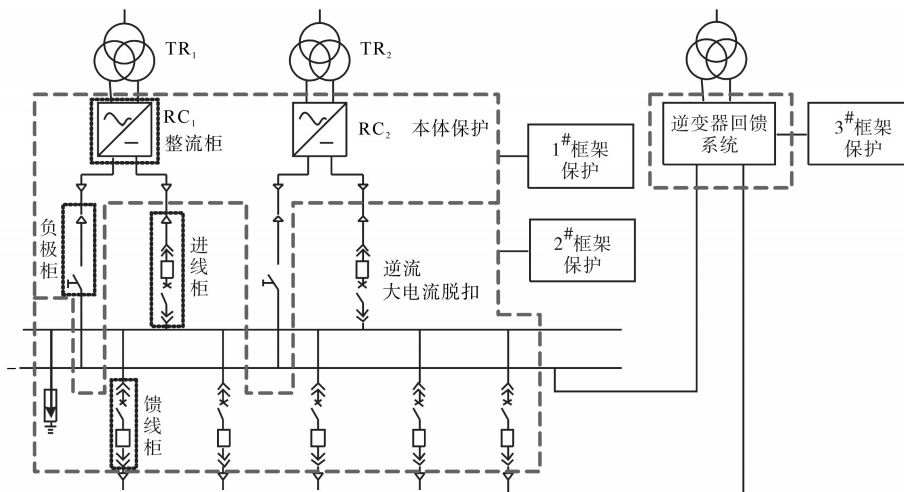 TR₁
TR₂
RC₁
整流柜
RC₂
本体保护
逆变器回馈
系统
3#框架
保护
1#框架
保护
2#框架
保护
负极柜
进线柜
逆流
大电流脱扣
馈线柜